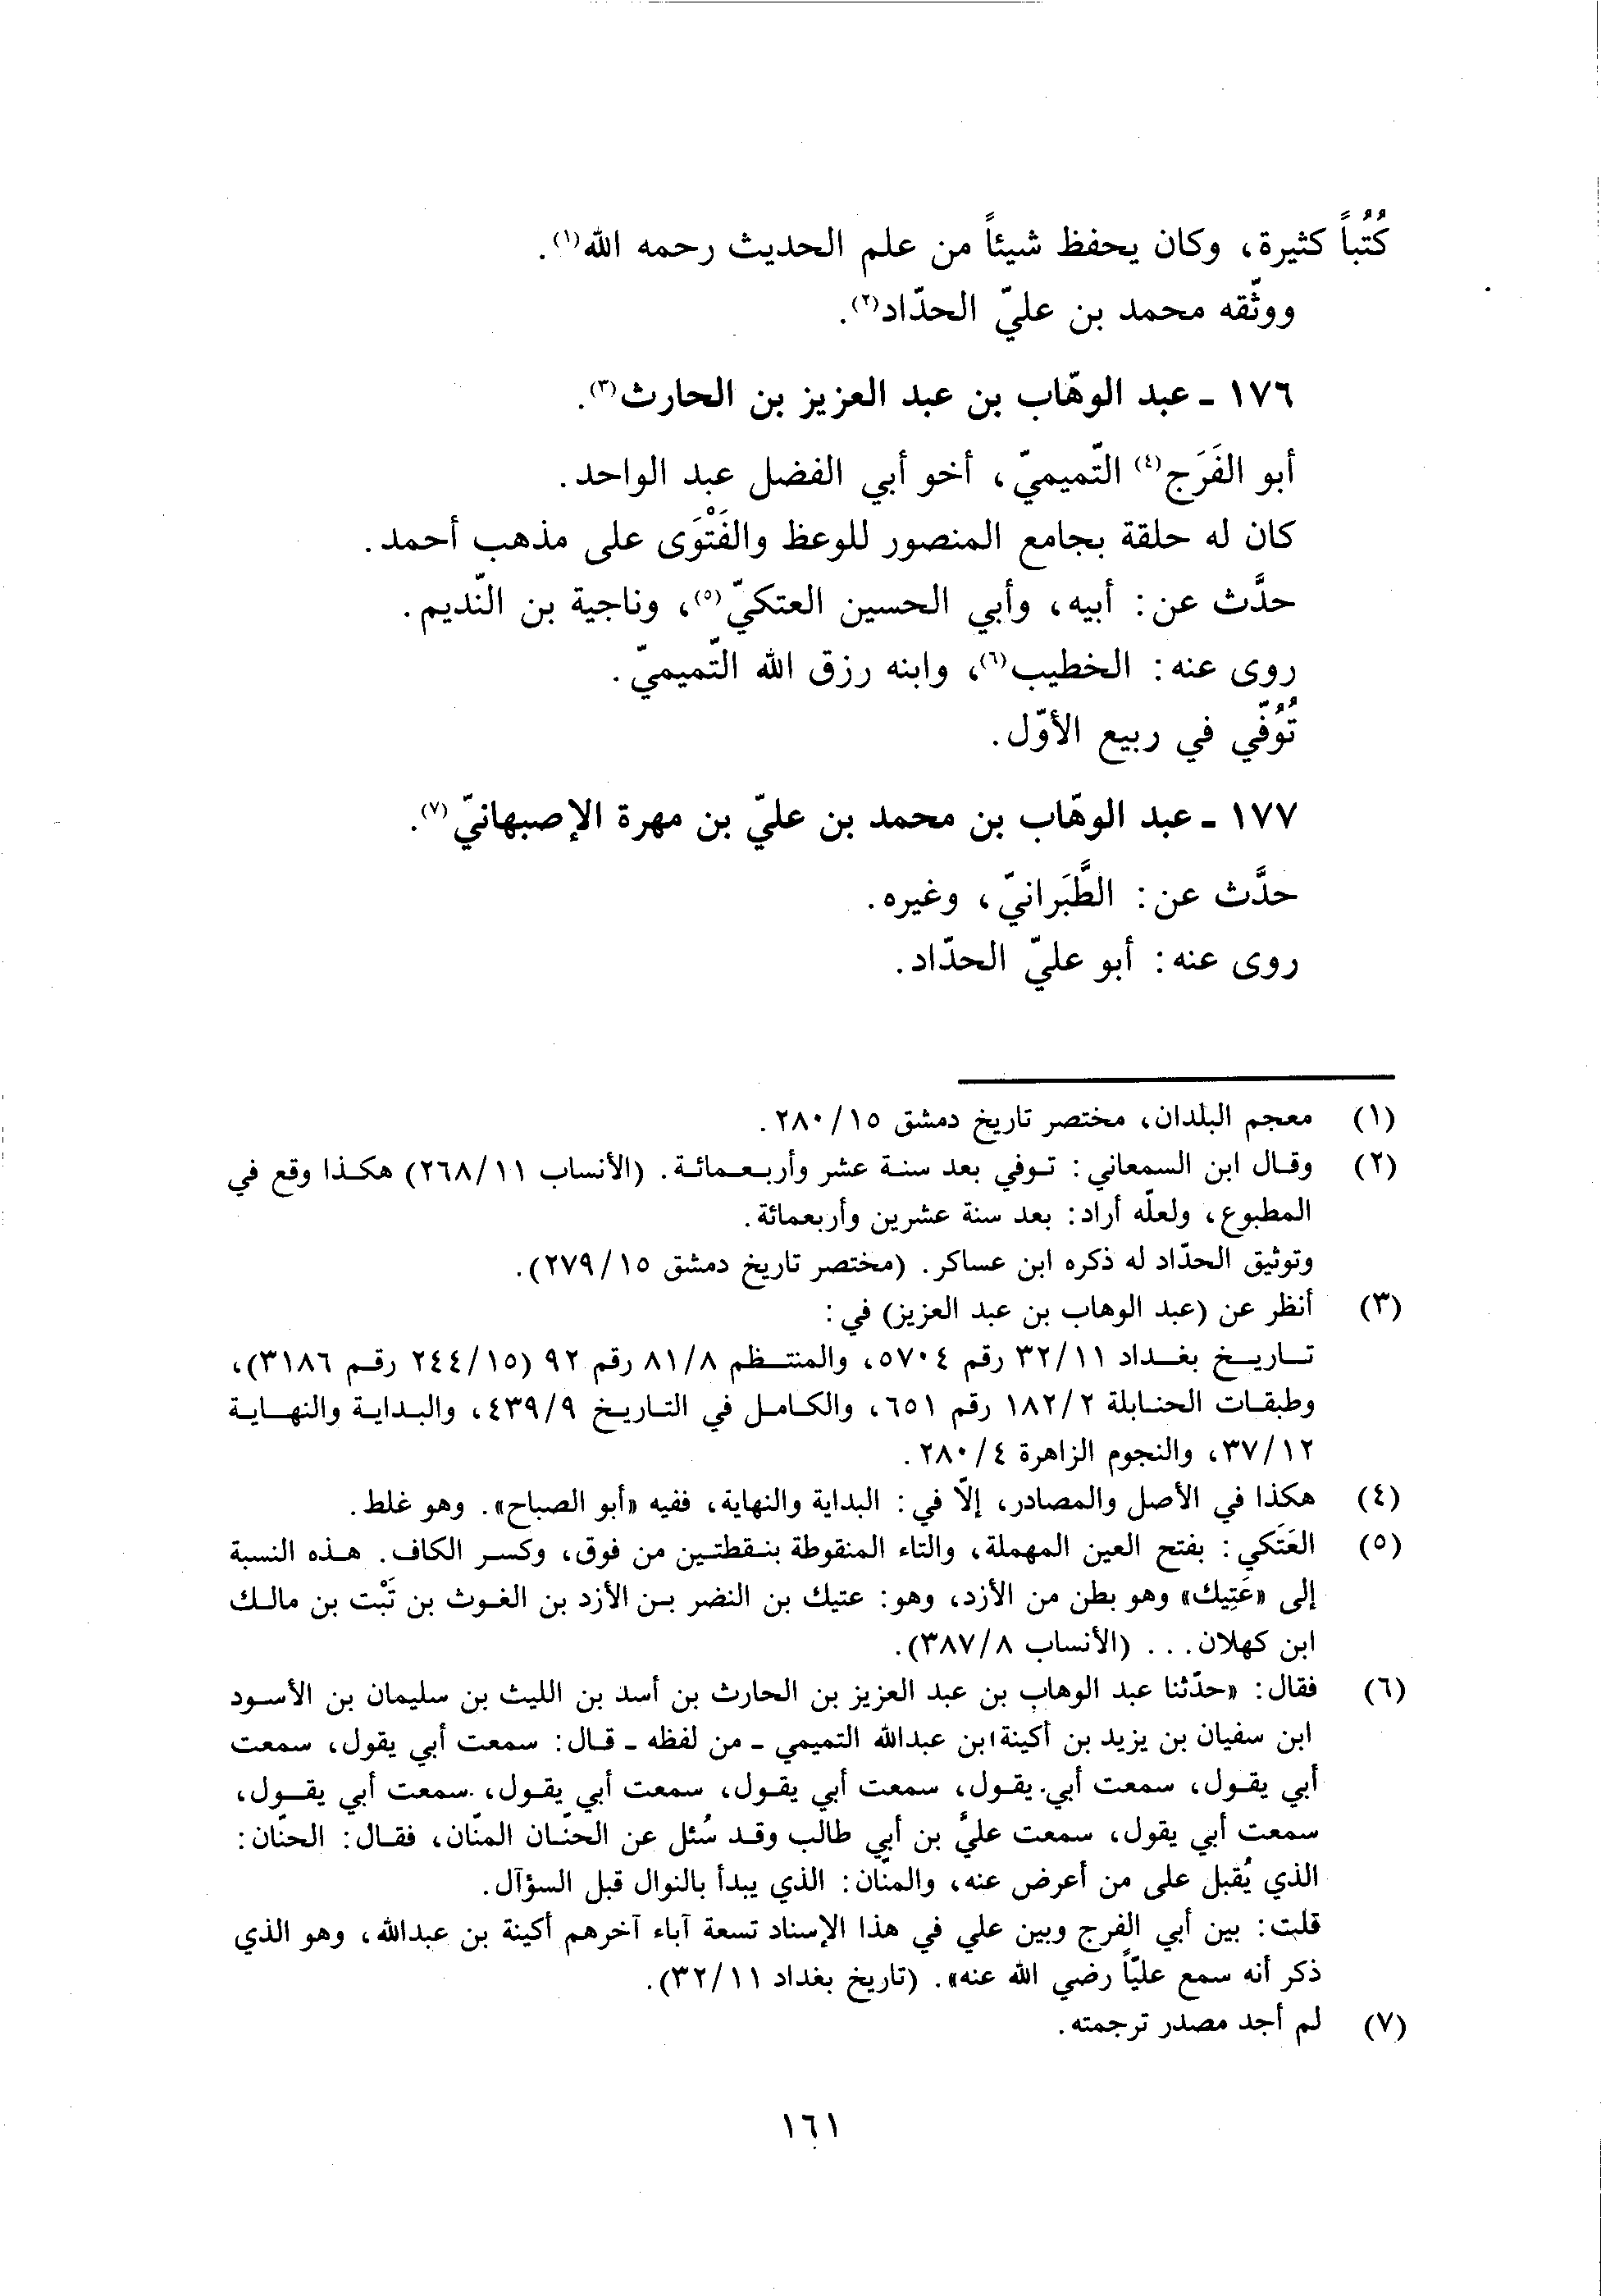 كُتُباً كثيرة، وكان يحفظ شيئاً من علم الحديث رحمه الله(١).
ووثّقه محمد بن عليّ الحدّاد(٢).
١٧٦ ـ عبد الوهّاب بن عبد العزيز بن الحارث(٣).
أبو الفَرَج(٤) التّميميّ، أخو أبي الفضل عبد الواحد.
كان له حلقة بجامع المنصور للوعظ والفَتْوَى على مذهب أحمد.
حدَّث عن: أبيه، وأبي الحسين العتكيّ(٥)، وناجية بن النّديم.
روى عنه: الخطيب(٦)، وابنه رزق الله التّميميّ.
تُوُفّي في ربيع الأوّل.
١٧٧ ـ عبد الوهّاب بن محمد بن عليّ بن مهرة الإصبهانيّ(٧).
حدَّث عن: الطَّبَرانيّ، وغيره.
روى عنه: أبو عليّ الحدّاد.
(١) معجم البلدان، مختصر تاريخ دمشق ١٥/٢٨٠.
(٢) وقال ابن السمعاني: توفي بعد سنة عشر وأربعمائة. (الأنساب ١١/٢٦٨) هكذا وقع في
المطبوع، ولعلّه أراد: بعد سنة عشرين وأربعمائة.
وتوثيق الحدّاد له ذكره ابن عساكر. (مختصر تاريخ دمشق ١٥/٢٧٩).
(٣) أنظر عن (عبد الوهاب بن عبد العزيز) في:
تاريخ بغداد ١١/٣٢ رقم ٥٧٠٤، والمنتظم ٨/٨١ رقم ٩٢ (١٥/٢٤٤ رقم ٣١٨٦)،
وطبقات الحنابلة ٢/١٨٢ رقم ٦٥١، والكامل في التاريخ ٩/٤٣٩، والبداية والنهاية
١٢/٣٧، والنجوم الزاهرة ٤/٢٨٠.
(٤) هكذا في الأصل والمصادر، إلّا في: البداية والنهاية، ففيه «أبو الصباح». وهو غلط.
(٥) العَتَكي: بفتح العين المهملة، والتاء المنقوطة بنقطتين من فوق، وكسر الكاف. هذه النسبة
إلى «عَتِيك» وهو بطن من الأزد، وهو: عتيك بن النضر بن الأزد بن الغوث بن نَبْت بن مالك
ابن كهلان... (الأنساب ٨/٣٨٧).
(٦) فقال: «حدّثنا عبد الوهاب بن عبد العزيز بن الحارث بن أسد بن الليث بن سليمان بن الأسود
ابن سفيان بن يزيد بن أكينة ابن عبدالله التميمي ـ من لفظه ـ قال: سمعت أبي يقول، سمعت
أبي يقول، سمعت أبي يقول، سمعت أبي يقول، سمعت أبي يقول، سمعت أبي يقول،
سمعت أبي يقول، سمعت عليَّ بن أبي طالب وقد سُئل عن الحنّان المنّان، فقال: الحنّان:
الذي يُقبل على من أعرض عنه، والمنّان: الذي يبدأ بالنوال قبل السؤآل.
قلت: بين أبي الفرج وبين علي في هذا الإسناد تسعة آباء آخرهم أكينة بن عبدالله، وهو الذي
ذكر أنه سمع عليّاً رضي الله عنه». (تاريخ بغداد ١١/٣٢).
(٧) لم أجد مصدر ترجمته.
١٦١